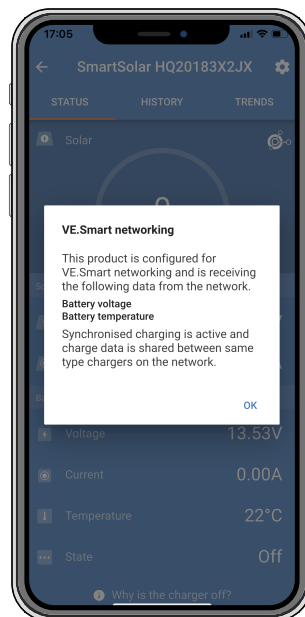 17:05
SmartSolar HQ20183X2JX
STATUS HISTORY TRENDS
Solar
VE.Smart networking
This product is configured for
VE.Smart networking and is receiving
the following data from the network.
Battery voltage
Battery temperature
Synchronised charging is active and
charge data is shared between same
type chargers on the network.
OK
Voltage 13.53V
Current 0.00A
Temperature 22°C
State Off
Why is the charger off?